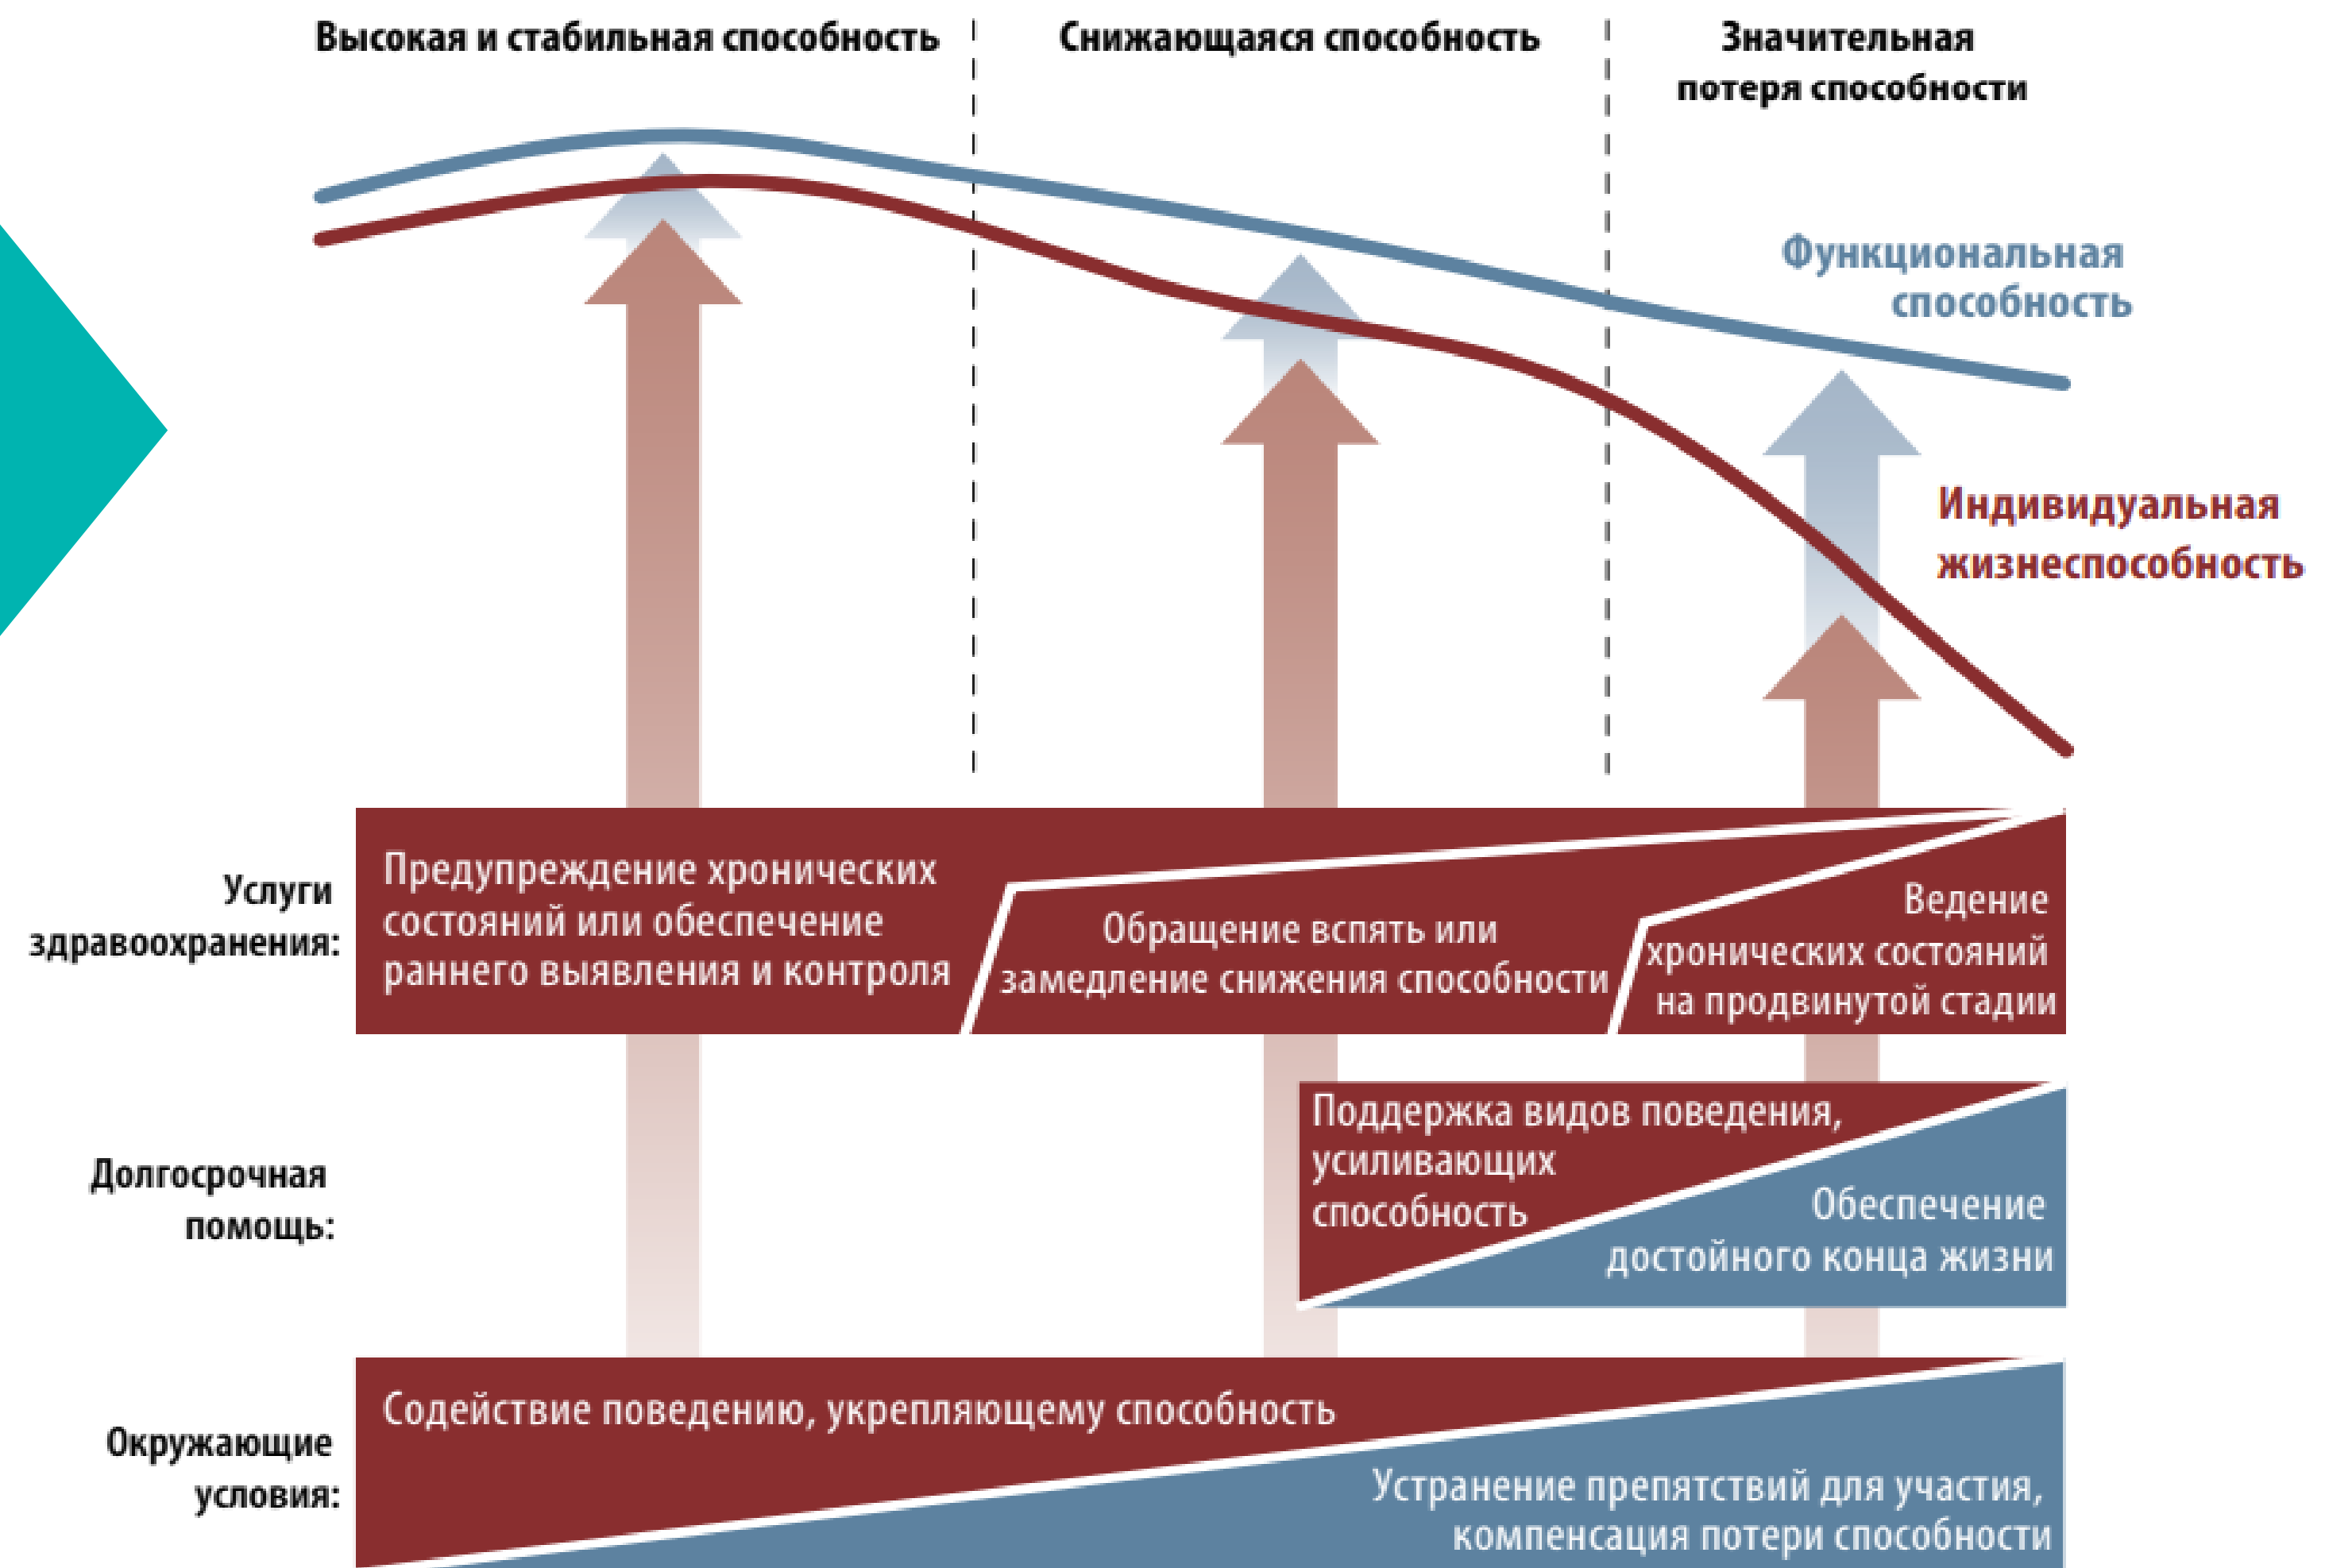 Высокая и стабильная способность
Снижающаяся способность
Значительная
потеря способности
Функциональная
способность
Индивидуальная
жизнеспособность
Услуги
здравоохранения:
Предупреждение хронических
состояний или обеспечение
раннего выявления и контроля
Обращение вспять или
замедление снижения способности
Ведение
хронических состояний
на продвинутой стадии
Долгосрочная
помощь:
Поддержка видов поведения,
усиливающих
способность
Обеспечение
достойного конца жизни
Окружающие
условия:
Содействие поведению, укрепляющему способность
Устранение препятствий для участия,
компенсация потери способности